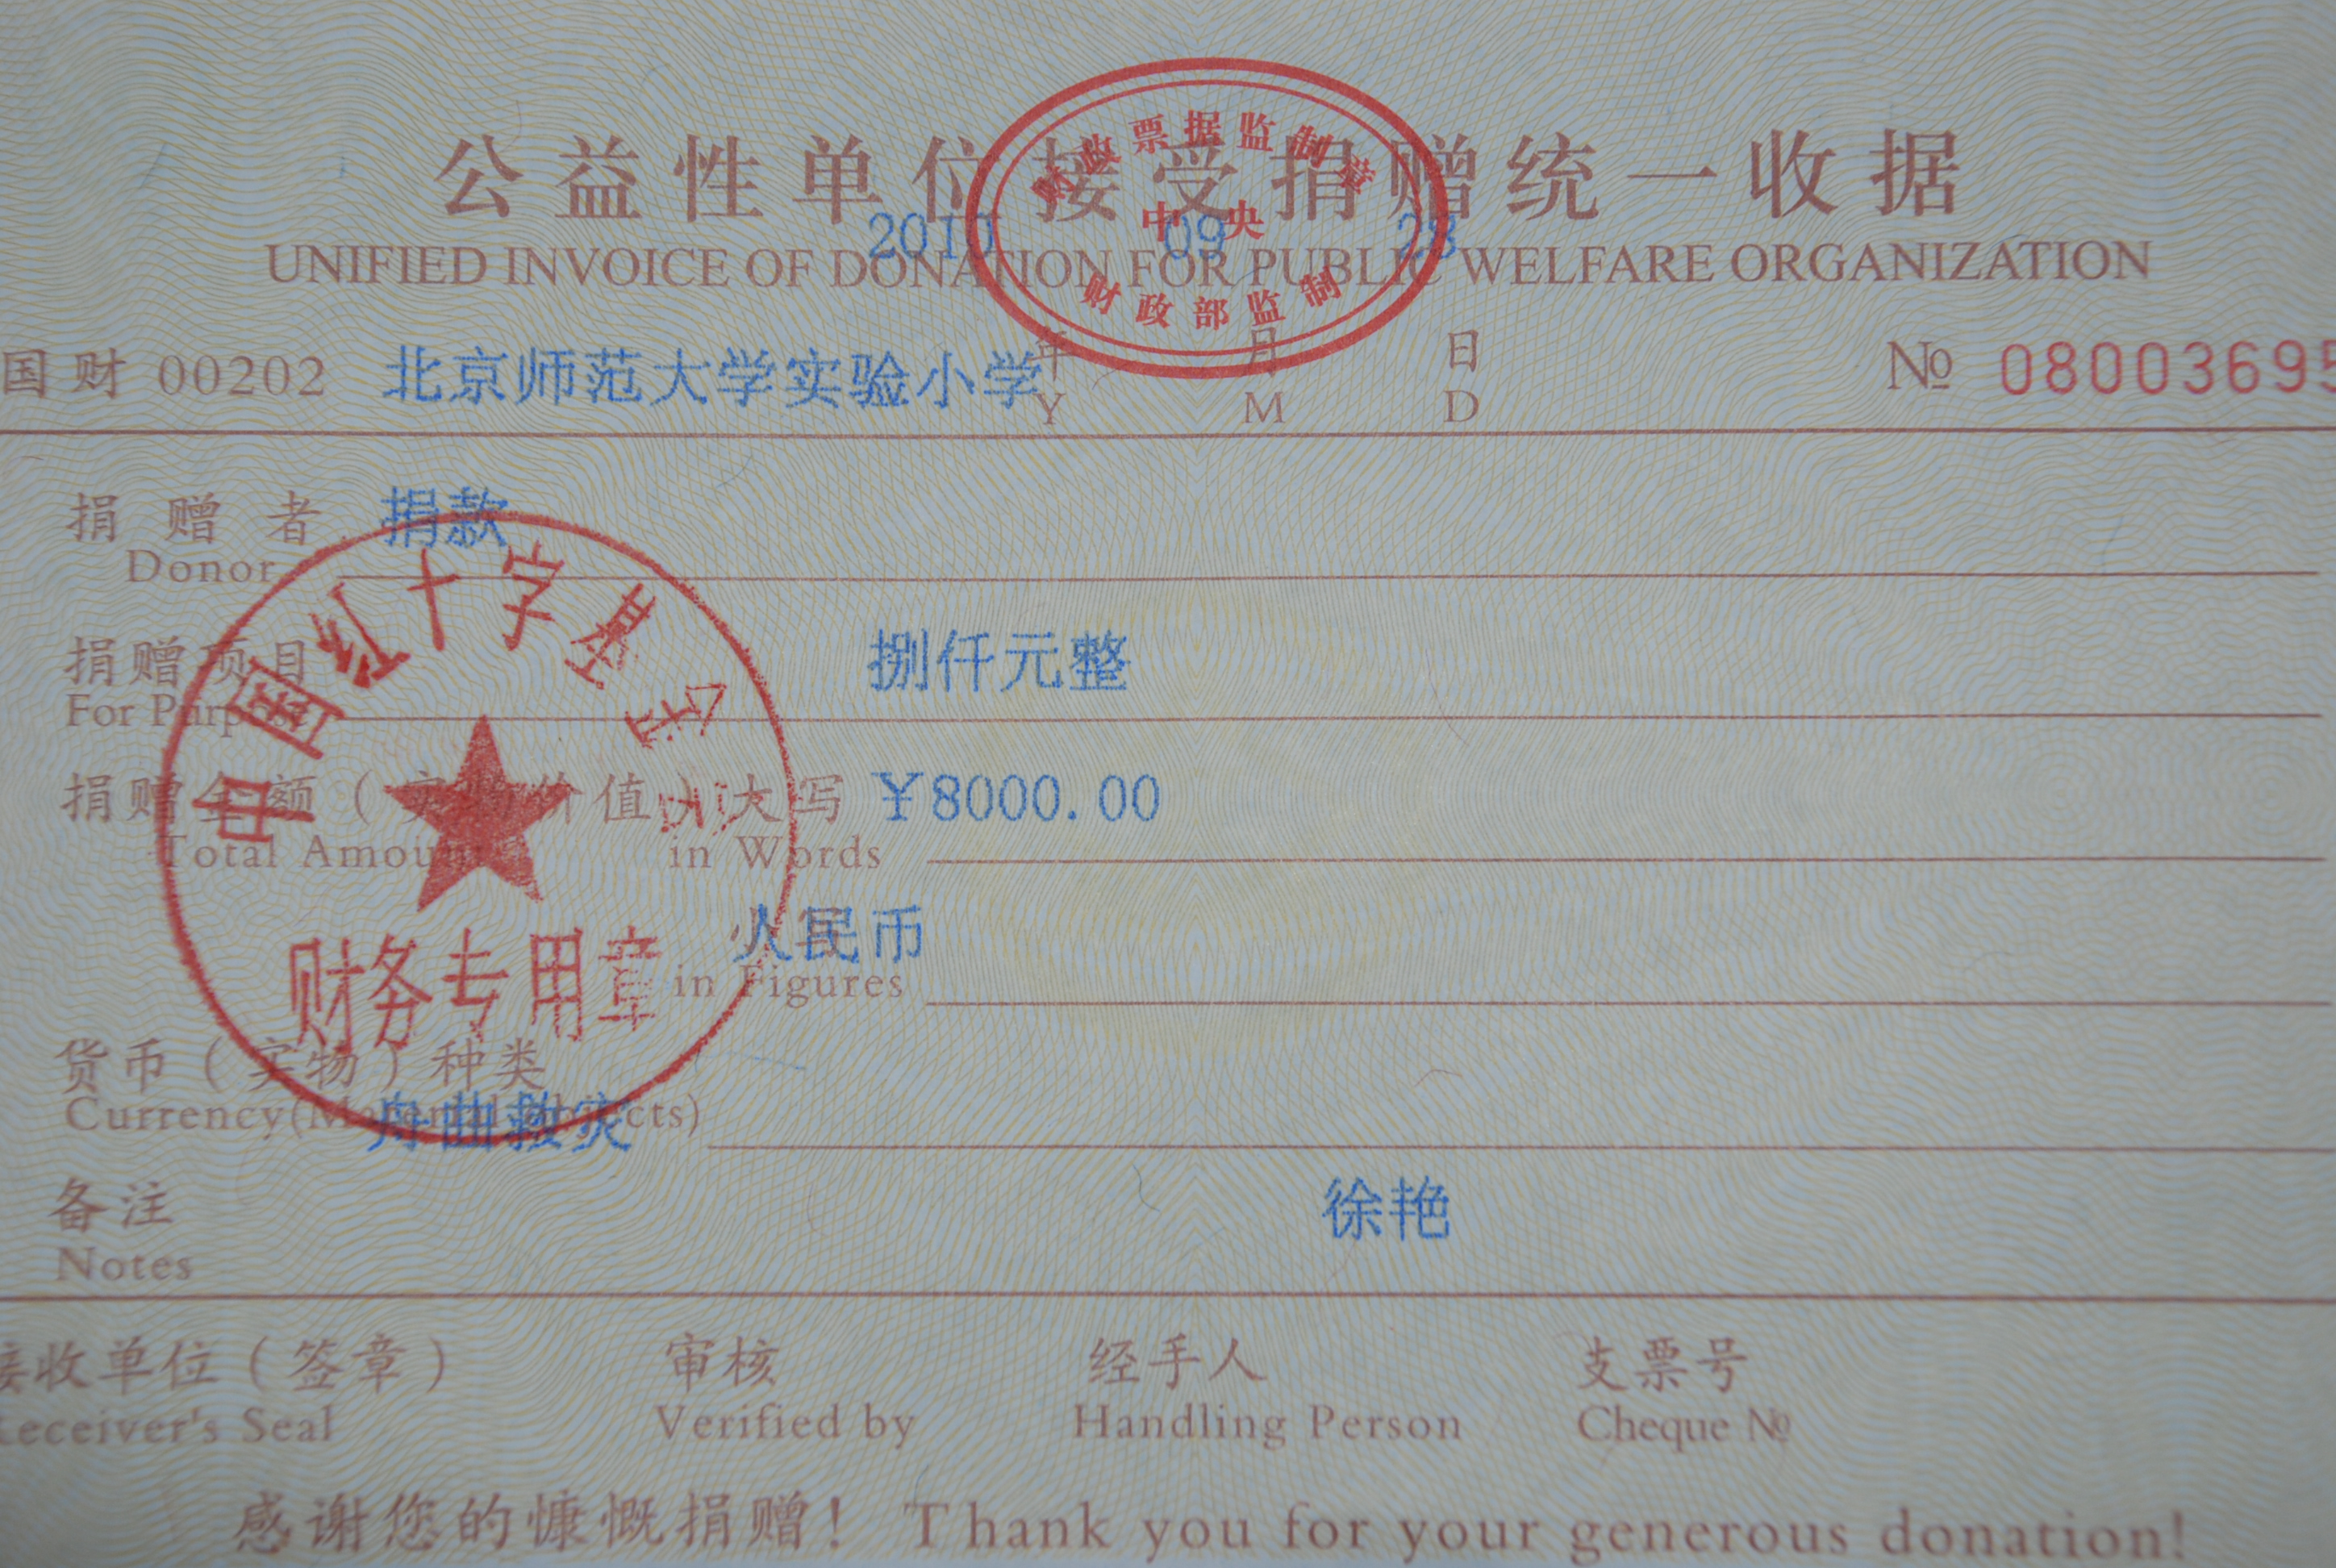 公益性单位接受捐赠统一收据
财政票据监制章
中央
财政部监制
2010 09 28
UNIFIED INVOICE OF DONATION FOR PUBLIC WELFARE ORGANIZATION
国财 00202 北京师范大学实验小学 年 月 日 № 08003695
Y M D
捐赠者 捐款
Donor
捐赠项目 捌仟元整
For Purpose
捐赠金额(实物价值) 大写 ¥8000.00
Total Amount in Words
人民币
in Figures
中国红十字基金会
财务专用章
货币(实物)种类
Currency(Material Objects)
舟曲救灾
备注 徐艳
Notes
接收单位(签章) 审核 经手人 支票号
Receiver's Seal Verified by Handling Person Cheque №
感谢您的慷慨捐赠! Thank you for your generous donation!